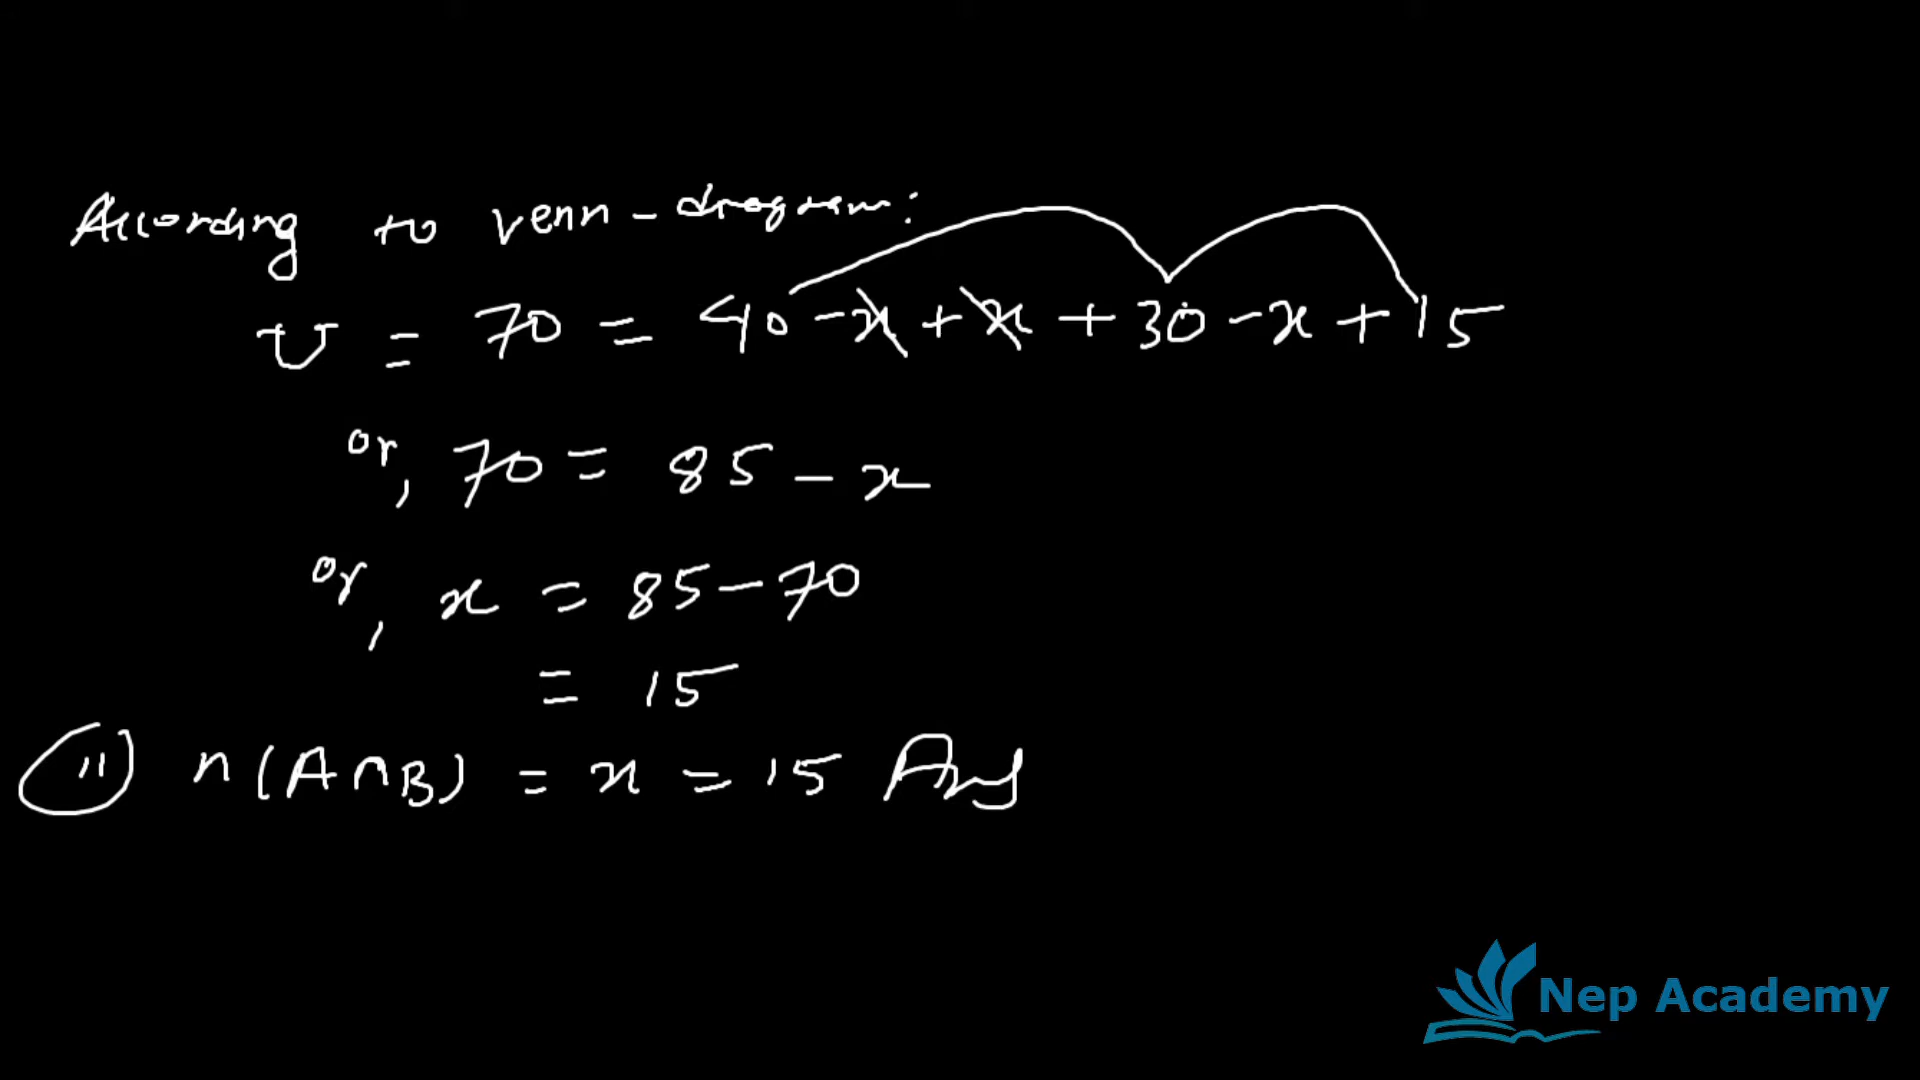 According to venn-diagram:
U = 70 = 40 - x + x + 30 - x + 15
or, 70 = 85 - x
or, x = 85 - 70
= 15
ii) n(A∩B) = x = 15 Ans
Nep Academy